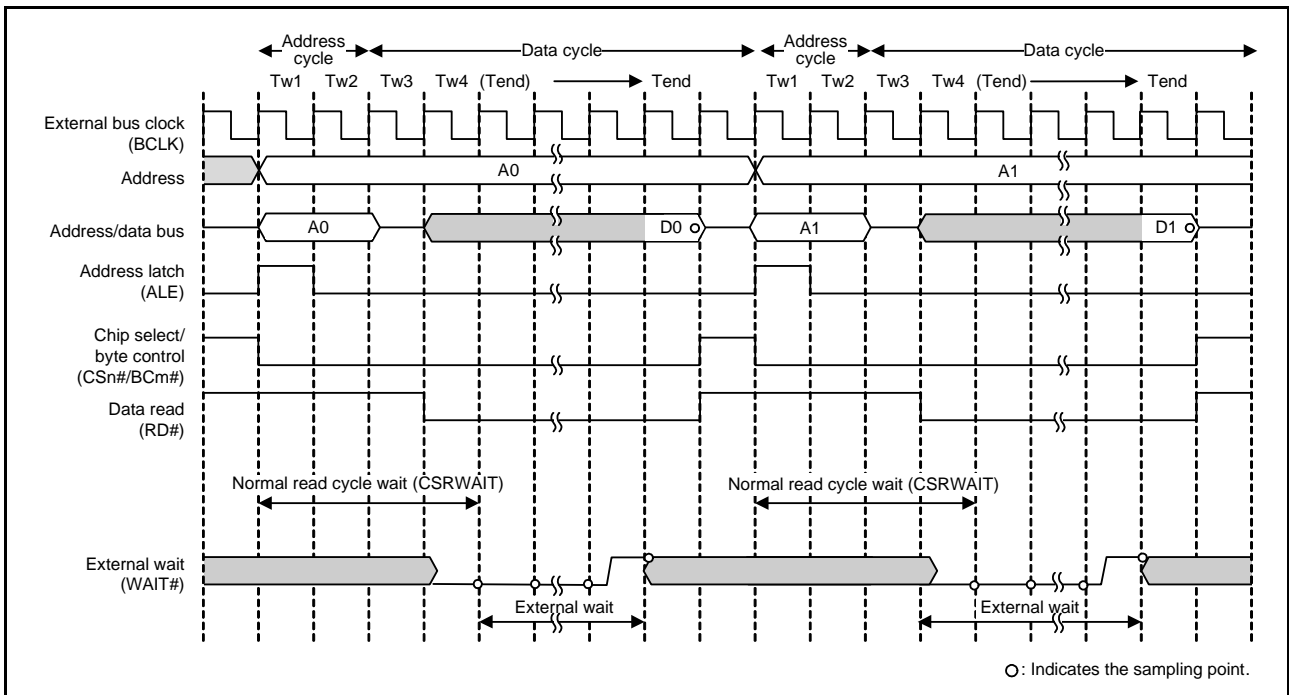 Address cycle
Data cycle
Address cycle
Data cycle
Tw1 Tw2 Tw3 Tw4 (Tend) Tend Tw1 Tw2 Tw3 Tw4 (Tend) Tend
External bus clock
(BCLK)
Address
A0
A1
Address/data bus
A0
D0
A1
D1
Address latch
(ALE)
Chip select/
byte control
(CSn#/BCm#)
Data read
(RD#)
Normal read cycle wait (CSRWAIT)
Normal read cycle wait (CSRWAIT)
External wait
(WAIT#)
External wait
External wait
: Indicates the sampling point.